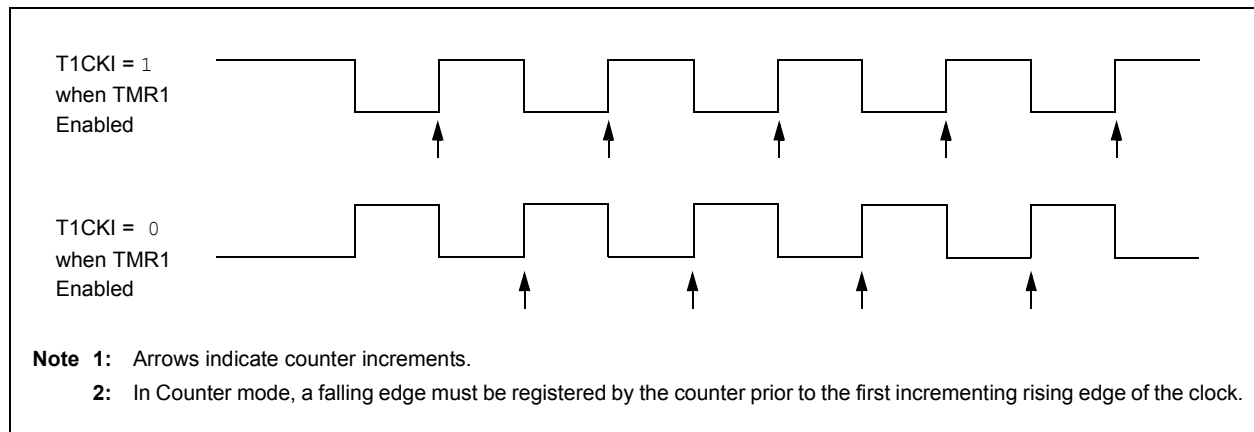 T1CKI = 1
when TMR1
Enabled
T1CKI = 0
when TMR1
Enabled
Note 1: Arrows indicate counter increments.
2: In Counter mode, a falling edge must be registered by the counter prior to the first incrementing rising edge of the clock.